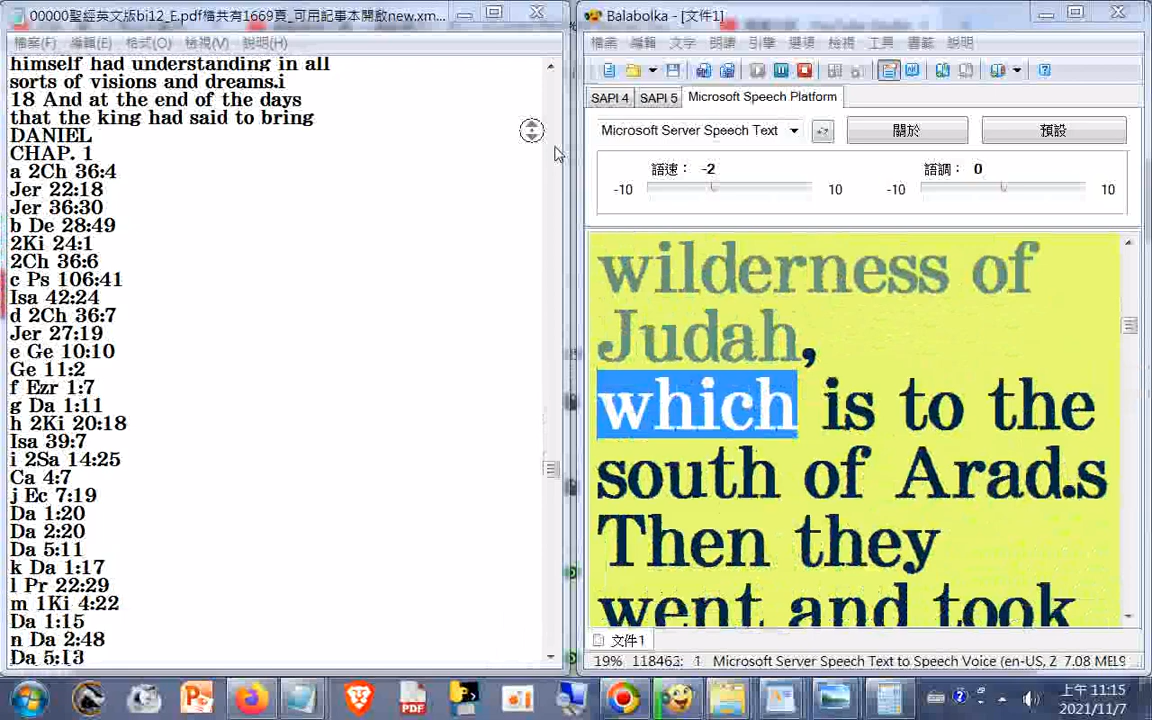 00000聖經英文版bi12_E.pdf檔共有1669頁_可用記事本開啟new.xm...
檔案(F) 編輯(E) 格式(O) 檢視(V) 說明(H)
himself had understanding in all
sorts of visions and dreams.i
18 And at the end of the days
that the king had said to bring
DANIEL
CHAP. 1
a 2Ch 36:4
Jer 22:18
Jer 36:30
b De 28:49
2Ki 24:1
2Ch 36:6
c Ps 106:41
Isa 42:24
d 2Ch 36:7
Jer 27:19
e Ge 10:10
Ge 11:2
f Ezr 1:7
g Da 1:11
h 2Ki 20:18
Isa 39:7
i 2Sa 14:25
Ca 4:7
j Ec 7:19
Da 1:20
Da 2:20
Da 5:11
k Da 1:17
l Pr 22:29
m 1Ki 4:22
Da 1:15
n Da 2:48
Da 5:13
Balabolka - [文件1]
檔案 編輯 文字 朗讀 引擎 選項 檢視 工具 書籤 說明
SAPI 4 SAPI 5 Microsoft Speech Platform
Microsoft Server Speech Text 關於 預設
語速： -2 語調： 0
-10 10 -10 10
wilderness of
Judah,
which is to the
south of Arad.s
Then they
went and took
文件1
19% 118462: 1 Microsoft Server Speech Text to Speech Voice (en-US, 2 7.08 ME
PDF
上午 11:15
2021/11/7